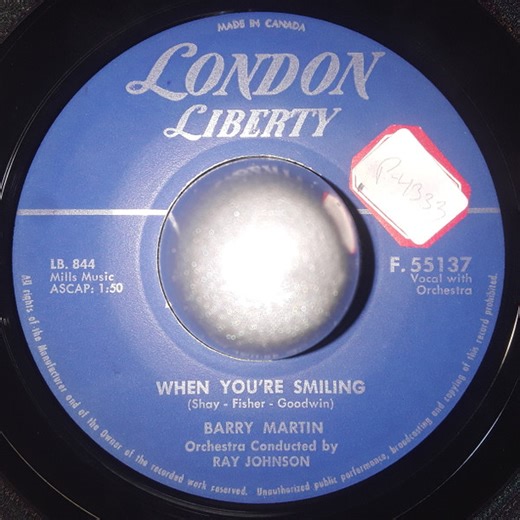 MADE IN CANADA
LONDON
LIBERTY
P-4333
LB. 844
Mills Music
ASCAP: 1:50
F. 55137
Vocal with
Orchestra
WHEN YOU'RE SMILING
(Shay - Fisher - Goodwin)
BARRY MARTIN
Orchestra Conducted by
RAY JOHNSON
All rights of the Manufacturer and of the Owner of the recorded work reserved. Unauthorized public performance, broadcasting and copying of this record prohibited.